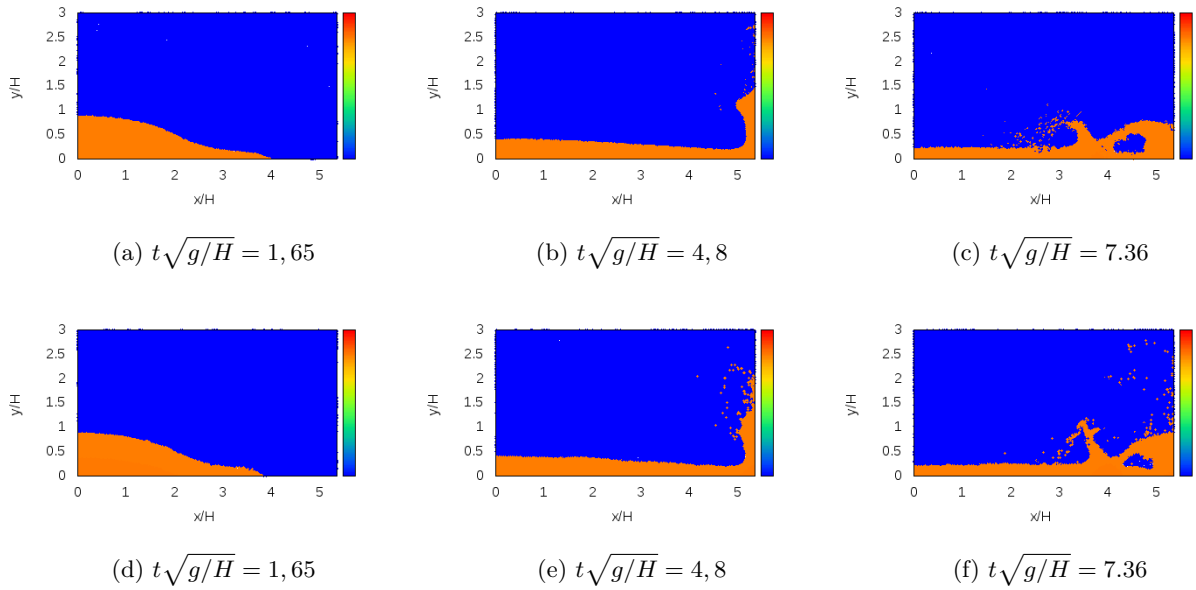 y/H
3
2.5
2
1.5
1
0.5
0
0 1 2 3 4 5
x/H
(a) t√g/H = 1,65
y/H
3
2.5
2
1.5
1
0.5
0
0 1 2 3 4 5
x/H
(b) t√g/H = 4,8
y/H
3
2.5
2
1.5
1
0.5
0
0 1 2 3 4 5
x/H
(c) t√g/H = 7.36
y/H
3
2.5
2
1.5
1
0.5
0
0 1 2 3 4 5
x/H
(d) t√g/H = 1,65
y/H
3
2.5
2
1.5
1
0.5
0
0 1 2 3 4 5
x/H
(e) t√g/H = 4,8
y/H
3
2.5
2
1.5
1
0.5
0
0 1 2 3 4 5
x/H
(f) t√g/H = 7.36